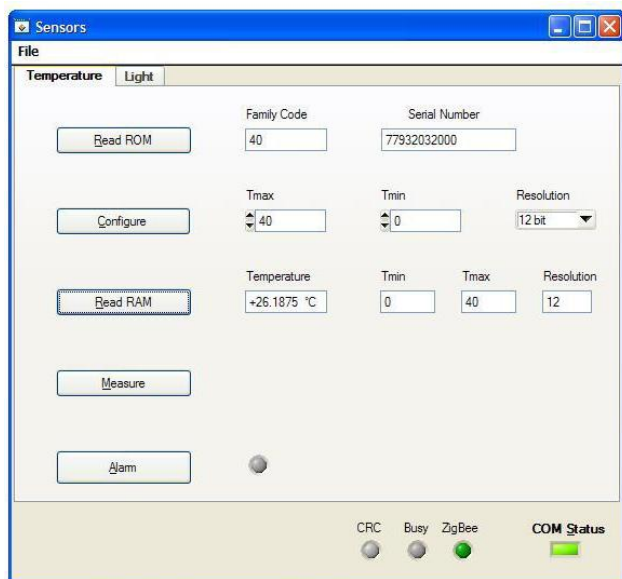 Sensors
File
Temperature Light
Family Code Serial Number
Read ROM 40 77932032000
Tmax Tmin Resolution
Configure 40 0 12 bit
Temperature Tmin Tmax Resolution
Read RAM +26.1875 °C 0 40 12
Measure
Alarm
CRC Busy ZigBee COM Status